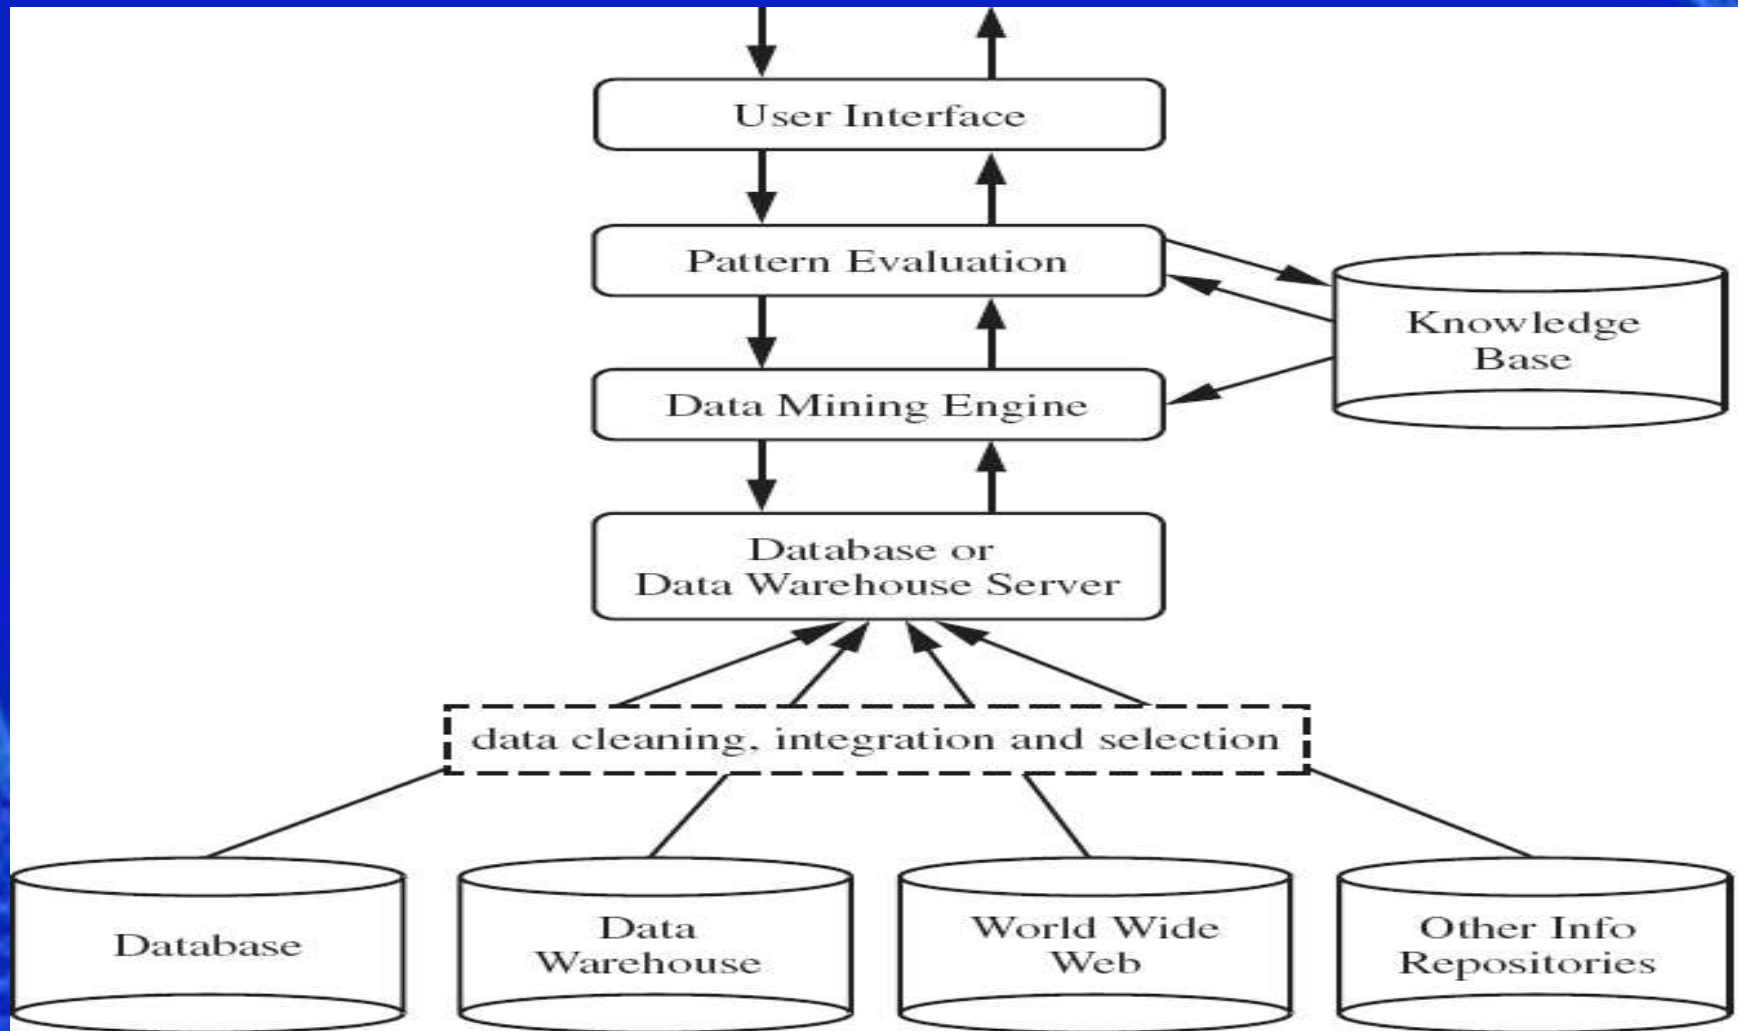 User Interface
Pattern Evaluation
Knowledge
Base
Data Mining Engine
Database or
Data Warehouse Server
data cleaning, integration and selection
Database
Data
Warehouse
World Wide
Web
Other Info
Repositories